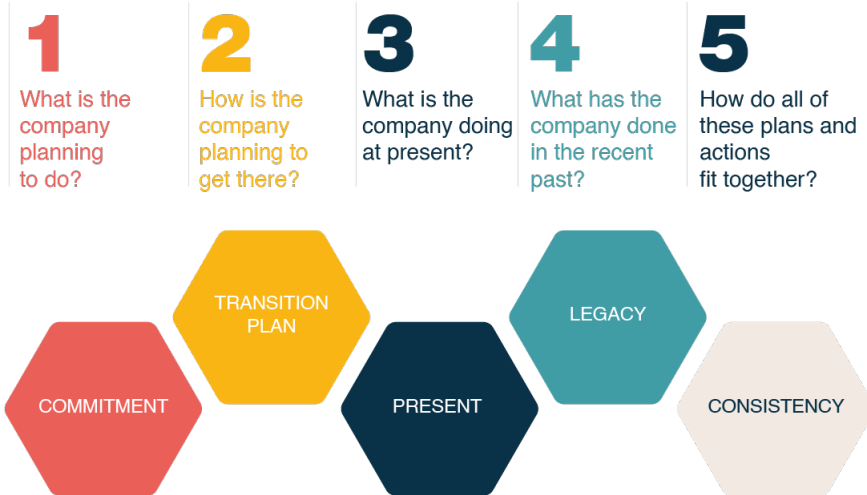 1
What is the
company
planning
to do?
2
How is the
company
planning to
get there?
3
What is the
company doing
at present?
4
What has the
company done
in the recent
past?
5
How do all of
these plans and
actions
fit together?
COMMITMENT
TRANSITION
PLAN
PRESENT
LEGACY
CONSISTENCY